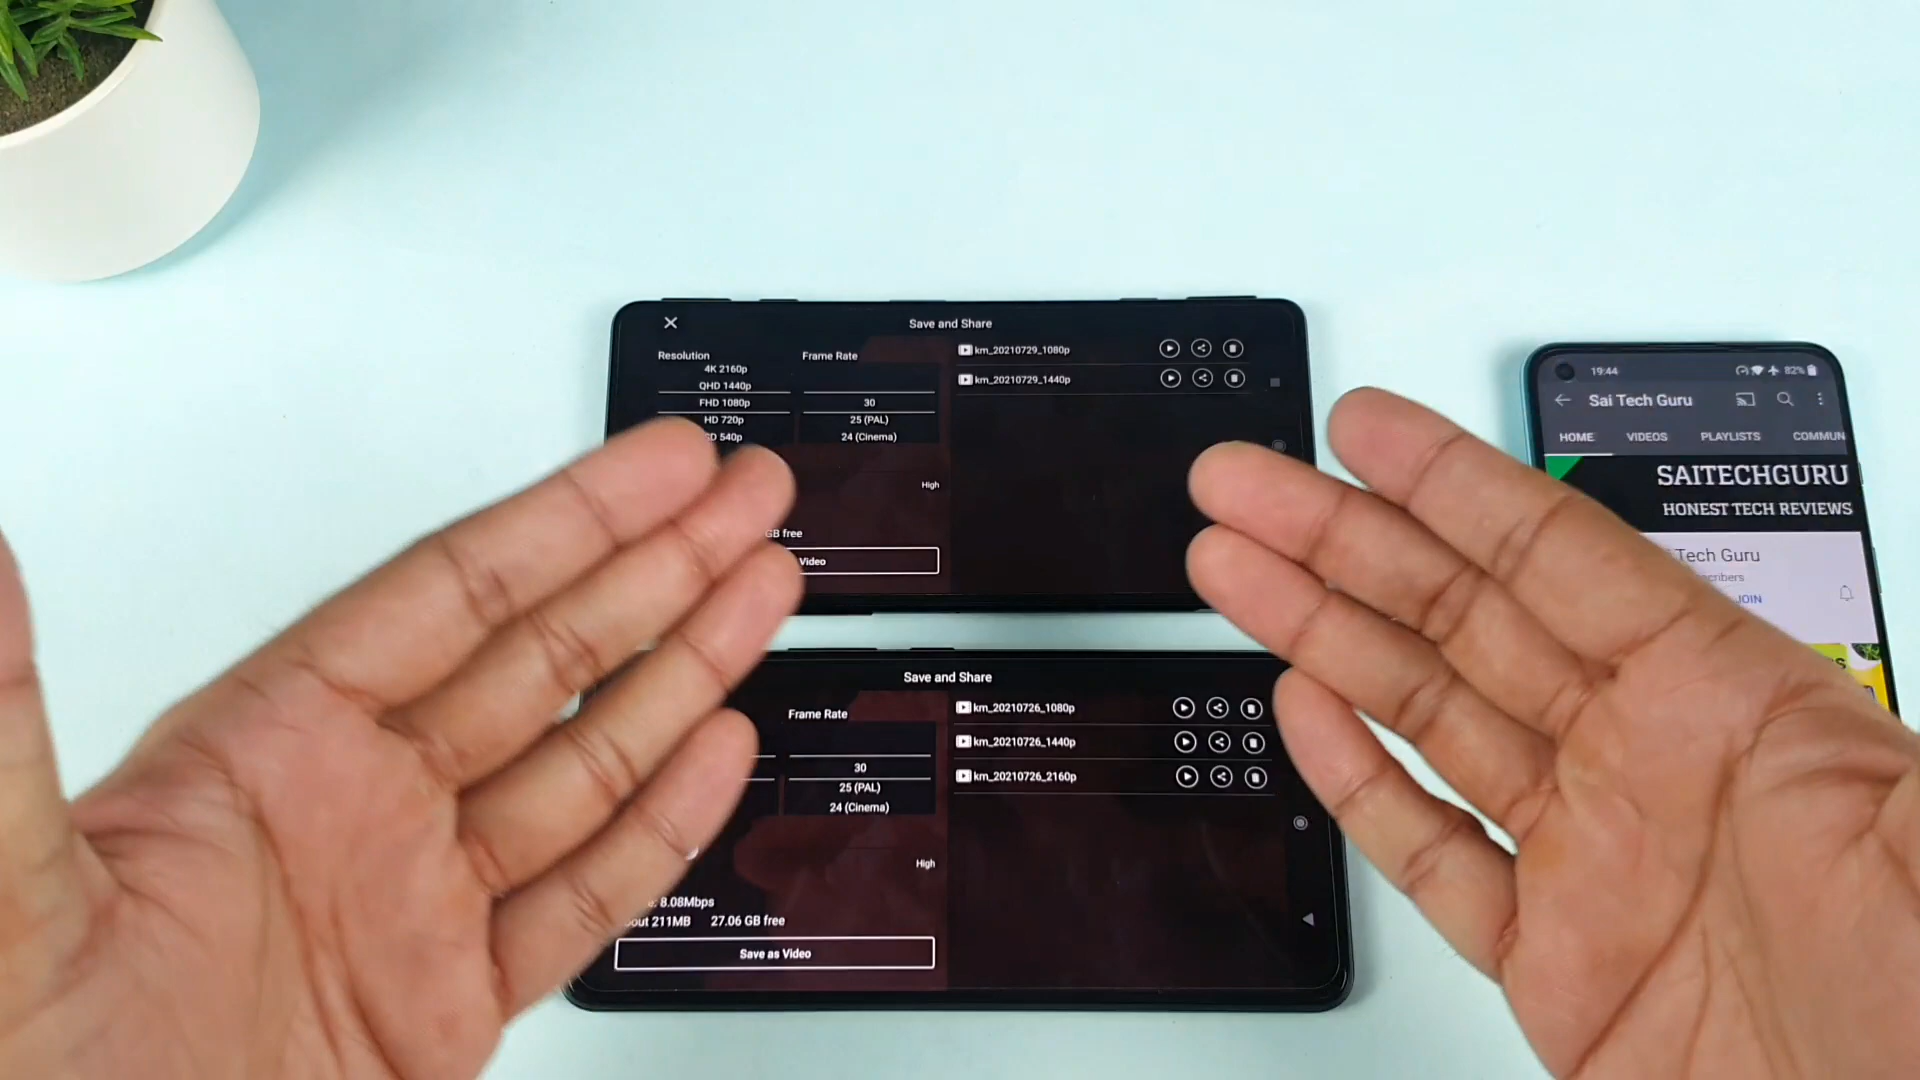 Save and Share
Resolution
Frame Rate
4K 2160p
QHD 1440p
FHD 1080p
HD 720p
540p
30
25 (PAL)
24 (Cinema)
High
GB free
Video
km_20210729_1080p
km_20210729_1440p
Save and Share
Frame Rate
30
25 (PAL)
24 (Cinema)
High
8.08Mbps
211MB 27.06 GB free
Save as Video
km_20210726_1080p
km_20210726_1440p
km_20210726_2160p
19:44
82%
Sai Tech Guru
HOME VIDEOS PLAYLISTS COMMUN
SAITECHGURU
HONEST TECH REVIEWS
Tech Guru
JOIN